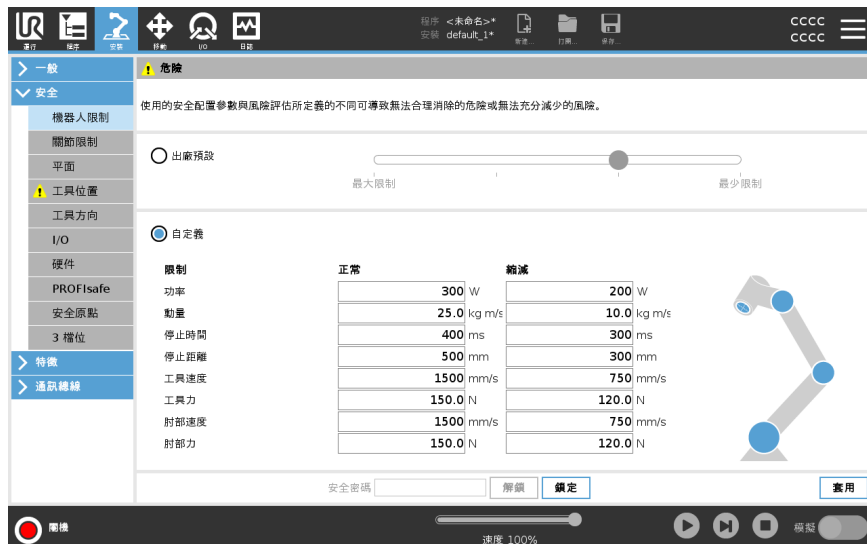 UR
運行
程序
安裝
移動
I/O
日誌
程序 <未命名>*
安裝 default_1*
新建...
打開...
保存...
cccc
cccc
一般
安全
機器人限制
關節限制
平面
工具位置
工具方向
I/O
硬件
PROFIsafe
安全原點
3 檔位
特徵
通訊總線
危險
使用的安全配置參數與風險評估所定義的不同可導致無法合理消除的危險或無法充分減少的風險。
出廠預設
最大限制 最少限制
自定義
限制 正常 縮減
功率 300 W 200 W
動量 25.0 kg m/s 10.0 kg m/s
停止時間 400 ms 300 ms
停止距離 500 mm 300 mm
工具速度 1500 mm/s 750 mm/s
工具力 150.0 N 120.0 N
肘部速度 1500 mm/s 750 mm/s
肘部力 150.0 N 120.0 N
安全密碼 解鎖 鎖定 套用
關機
速度 100%
模擬